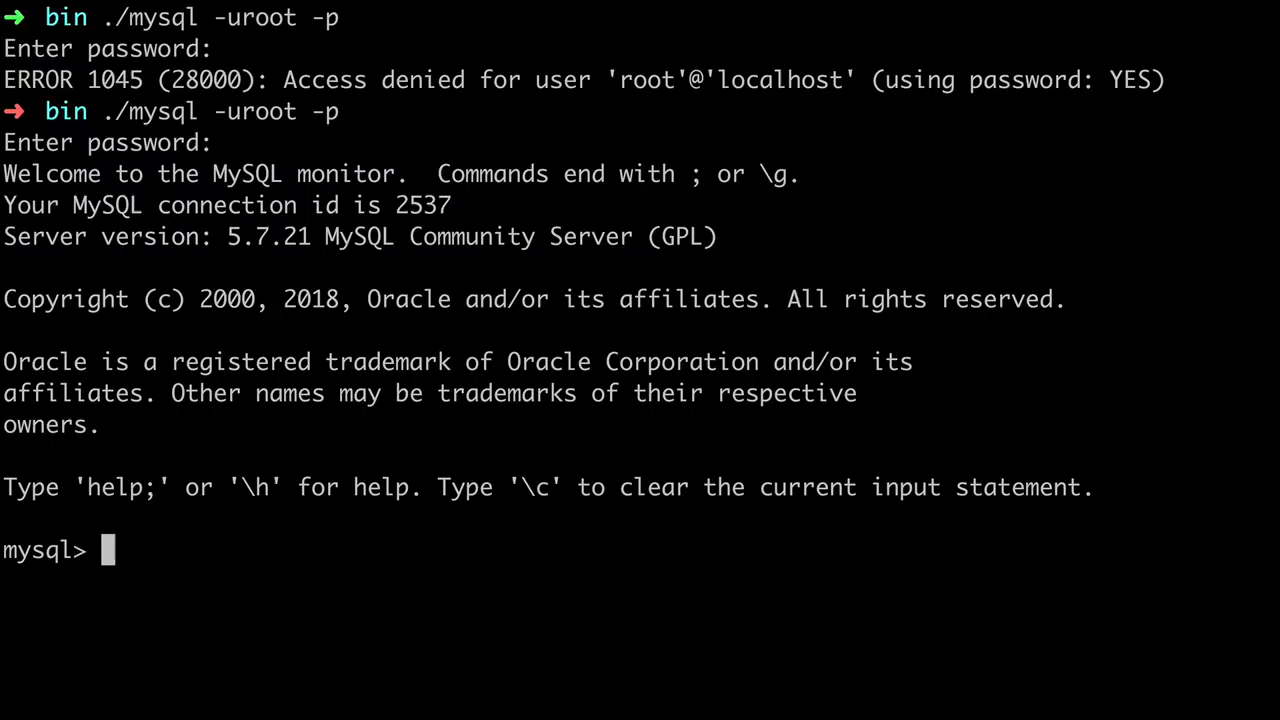 ➜ bin ./mysql -uroot -p
Enter password:
ERROR 1045 (28000): Access denied for user 'root'@'localhost' (using password: YES)
➜ bin ./mysql -uroot -p
Enter password:
Welcome to the MySQL monitor.  Commands end with ; or \g.
Your MySQL connection id is 2537
Server version: 5.7.21 MySQL Community Server (GPL)
Copyright (c) 2000, 2018, Oracle and/or its affiliates. All rights reserved.
Oracle is a registered trademark of Oracle Corporation and/or its
affiliates. Other names may be trademarks of their respective
owners.
Type 'help;' or '\h' for help. Type '\c' to clear the current input statement.
mysql>